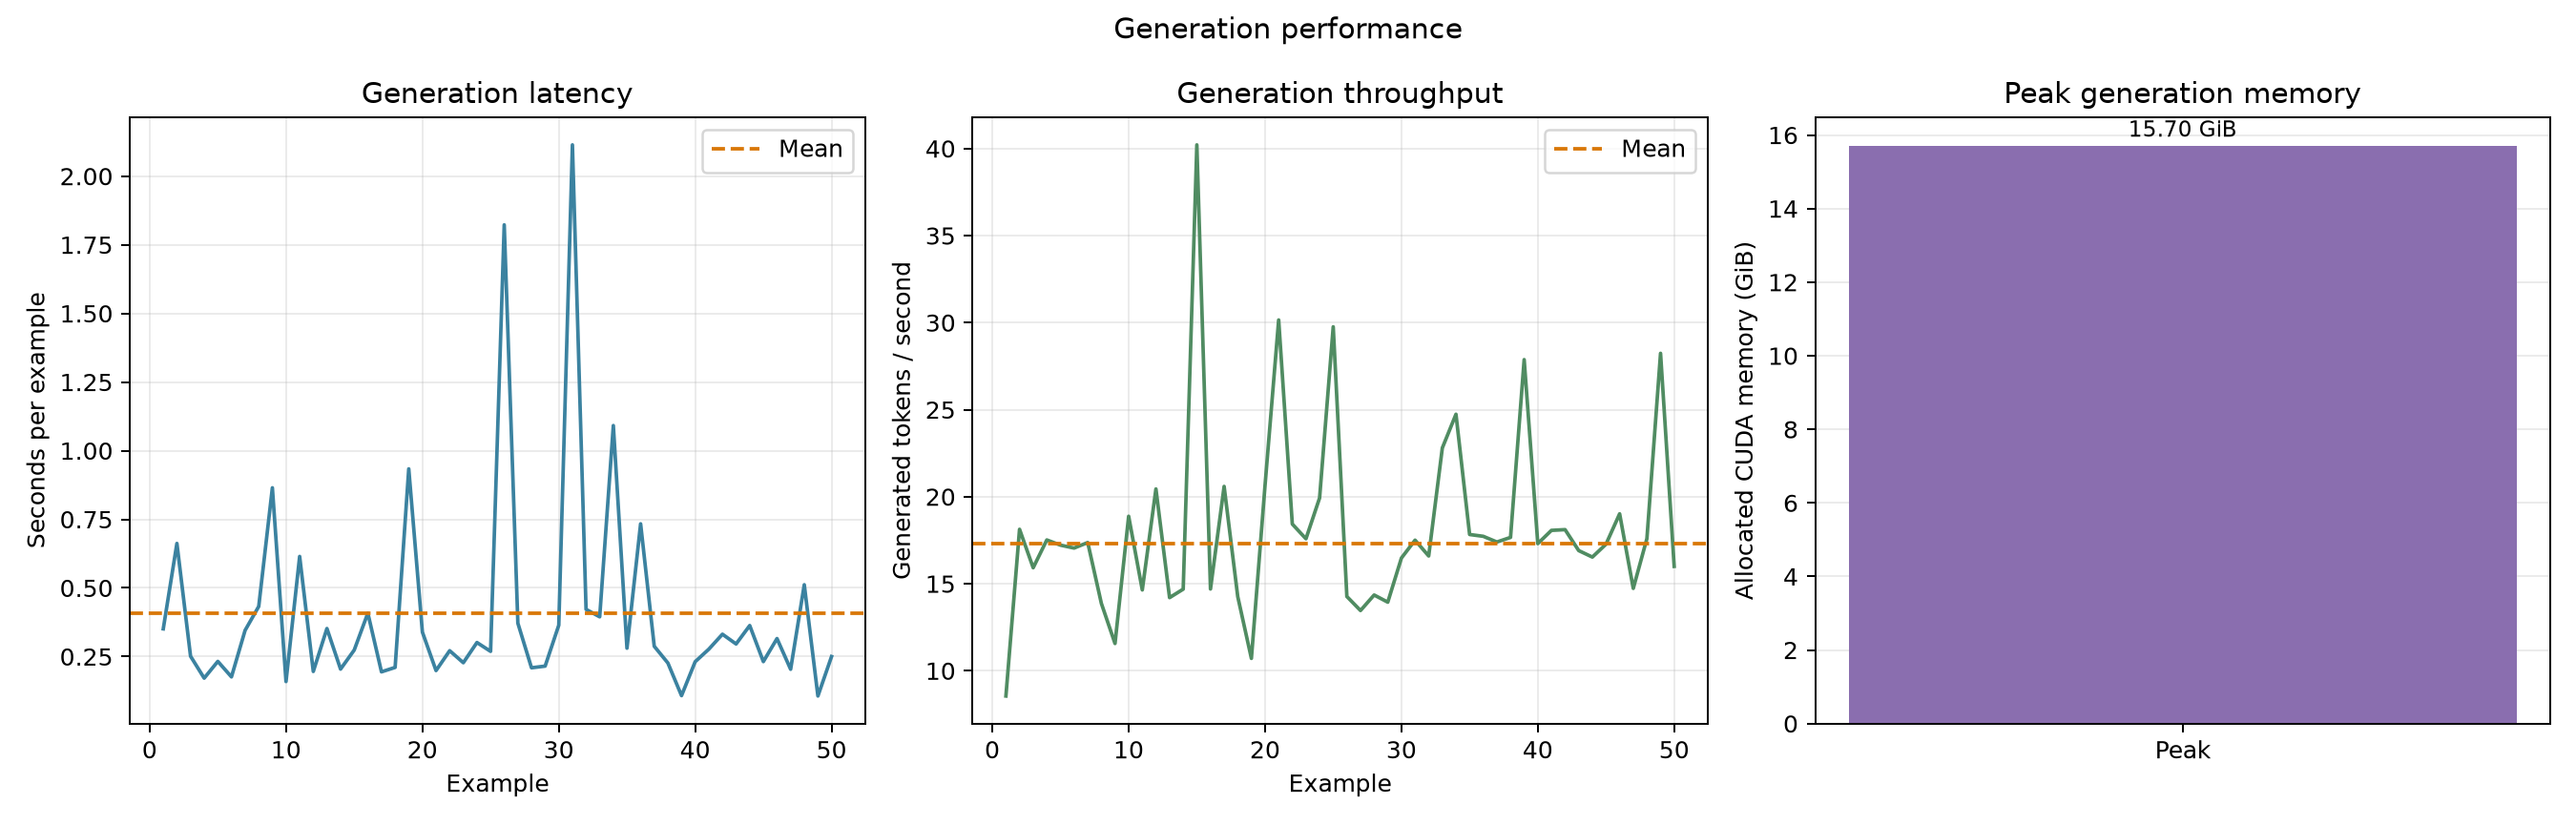 Generation performance
Generation latency
Seconds per example
2.00
1.75
1.50
1.25
1.00
0.75
0.50
0.25
0 10 20 30 40 50
Example
Mean
Generation throughput
Generated tokens / second
40
35
30
25
20
15
10
0 10 20 30 40 50
Example
Mean
Peak generation memory
Allocated CUDA memory (GiB)
16
14
12
10
8
6
4
2
0
15.70 GiB
Peak